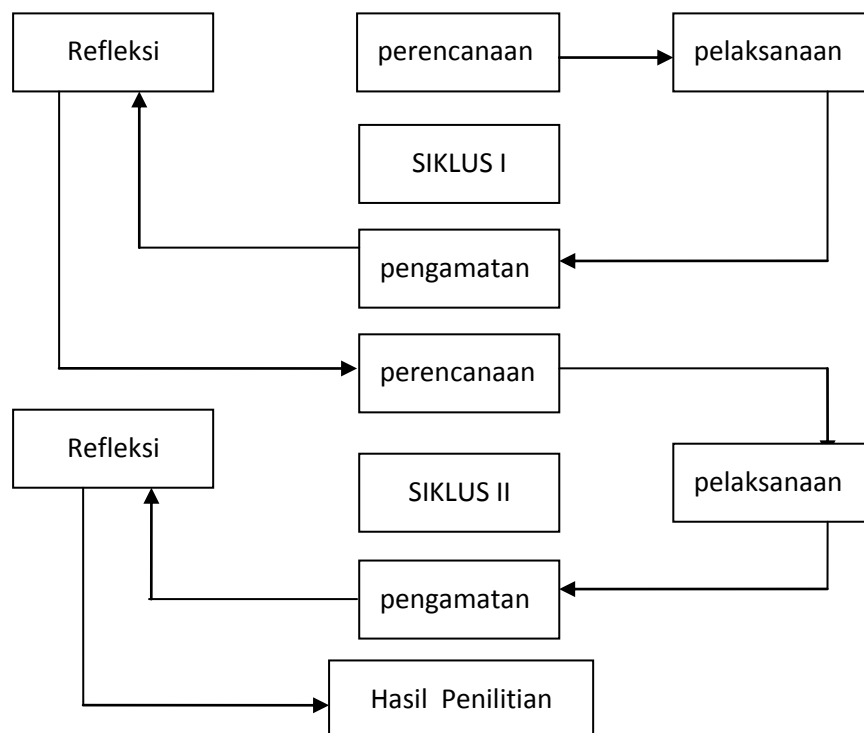 Refleksi
perencanaan
pelaksanaan
SIKLUS I
pengamatan
perencanaan
Refleksi
SIKLUS II
pelaksanaan
pengamatan
Hasil Penilitian